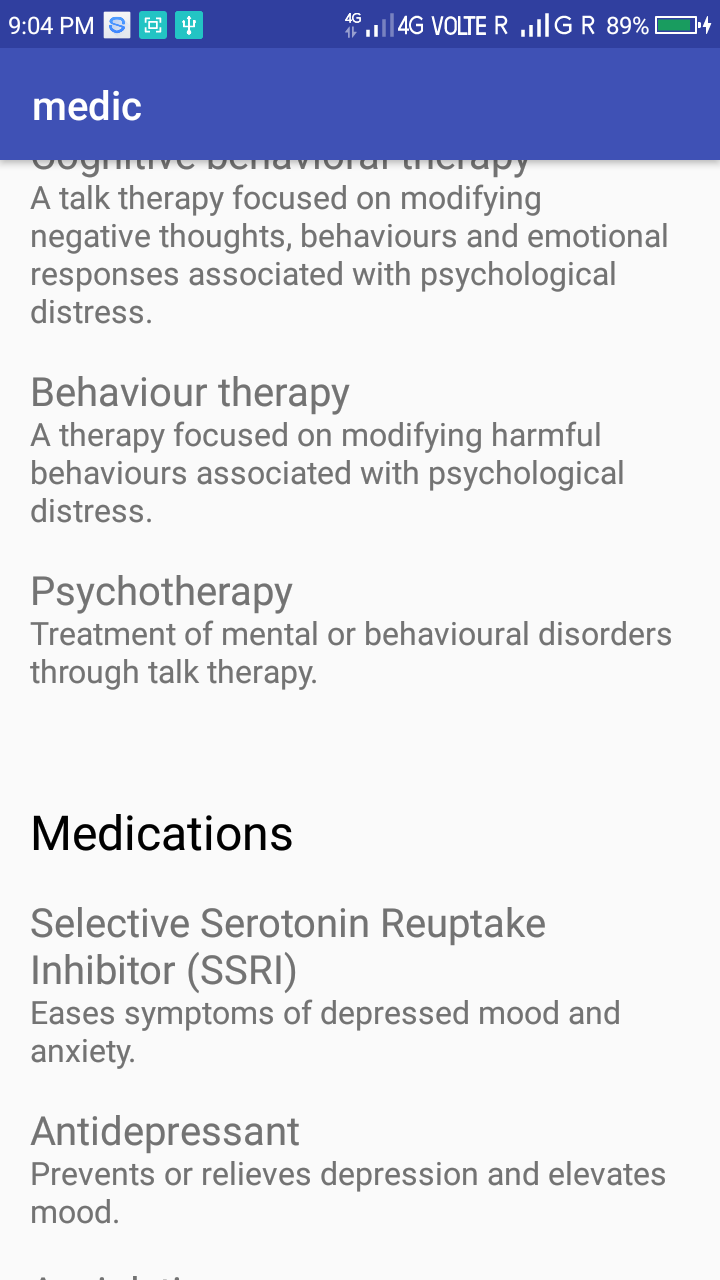 9:04 PM 4G 4G VOLTE R G R 89%
medic
Cognitive behavioral therapy
A talk therapy focused on modifying
negative thoughts, behaviours and emotional
responses associated with psychological
distress.
Behaviour therapy
A therapy focused on modifying harmful
behaviours associated with psychological
distress.
Psychotherapy
Treatment of mental or behavioural disorders
through talk therapy.
Medications
Selective Serotonin Reuptake
Inhibitor (SSRI)
Eases symptoms of depressed mood and
anxiety.
Antidepressant
Prevents or relieves depression and elevates
mood.